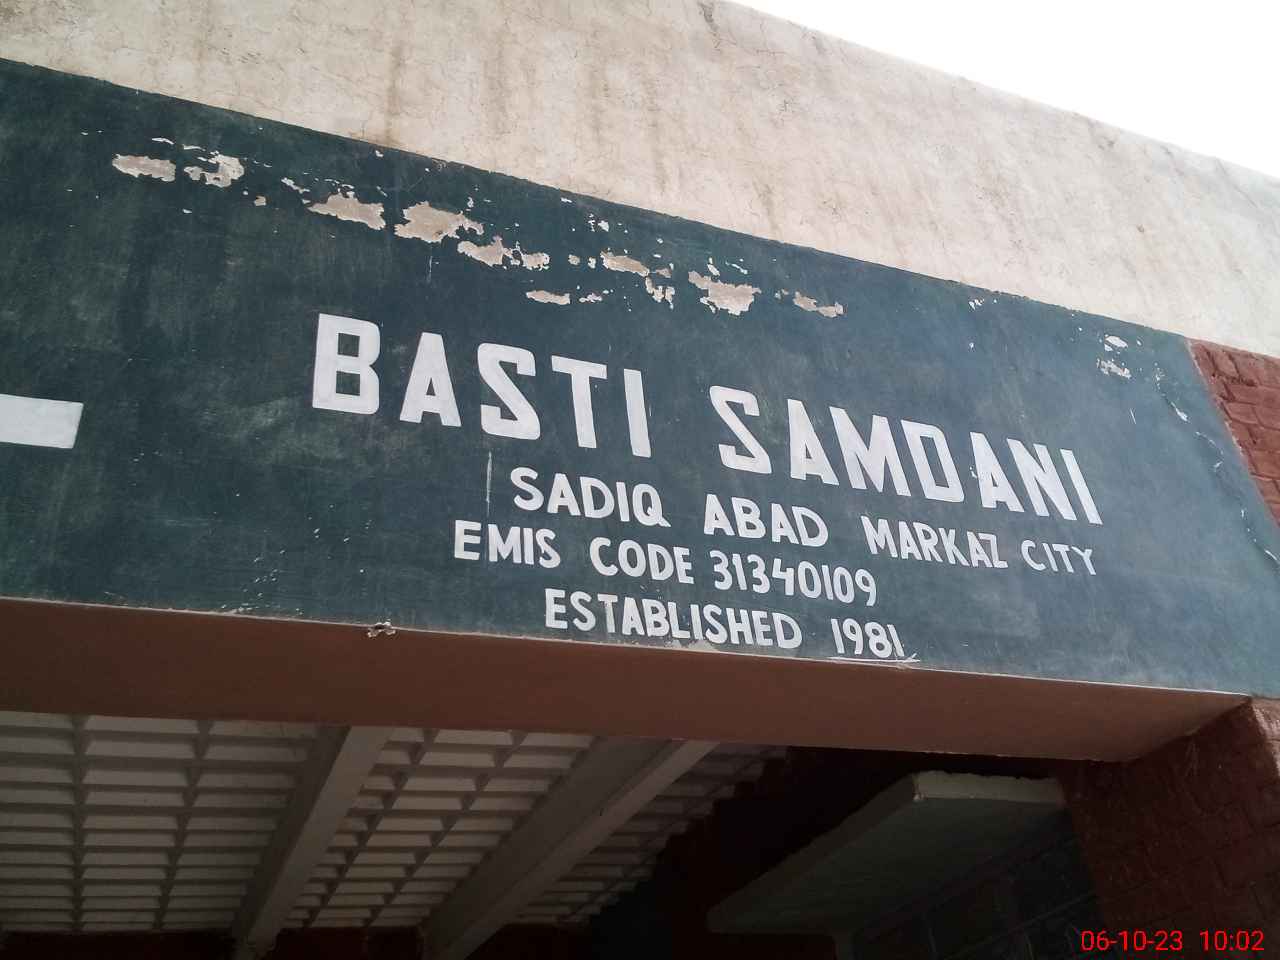 BASTI SAMDANI
SADIQ ABAD MARKAZ CITY
EMIS CODE 31340109
ESTABLISHED 1981
06-10-23 10:02